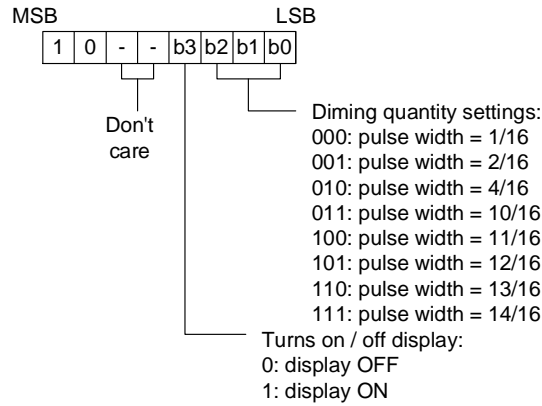 MSB LSB
1 0 - - b3 b2 b1 b0
Don't
care
Diming quantity settings:
000: pulse width = 1/16
001: pulse width = 2/16
010: pulse width = 4/16
011: pulse width = 10/16
100: pulse width = 11/16
101: pulse width = 12/16
110: pulse width = 13/16
111: pulse width = 14/16
Turns on / off display:
0: display OFF
1: display ON